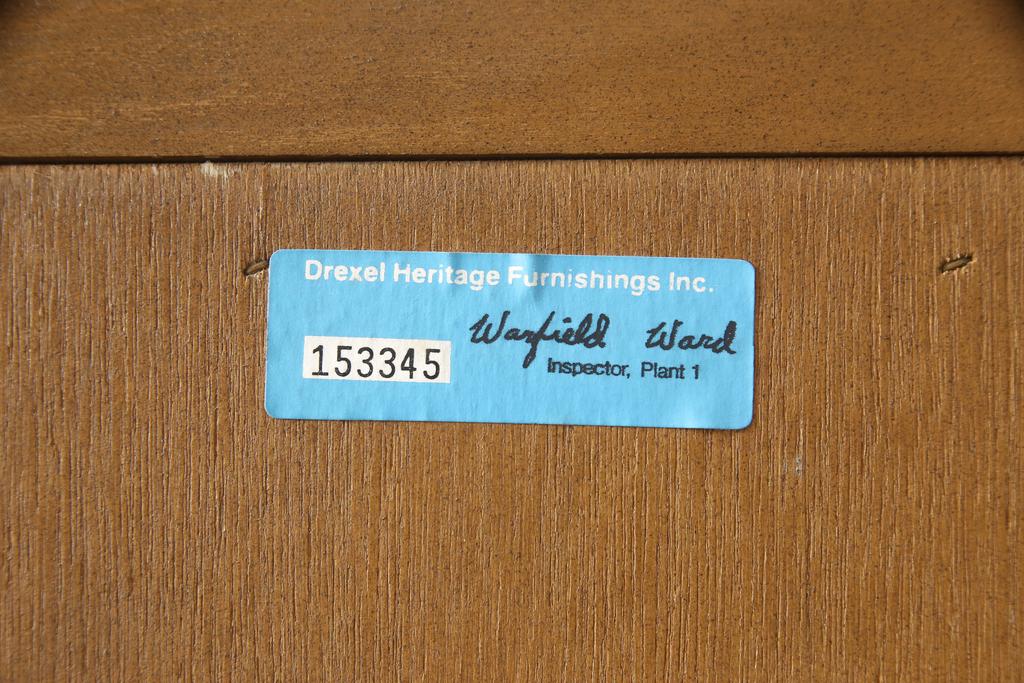 Drexel Heritage Furnishings Inc.
Warfield Ward
153345
Inspector, Plant 1